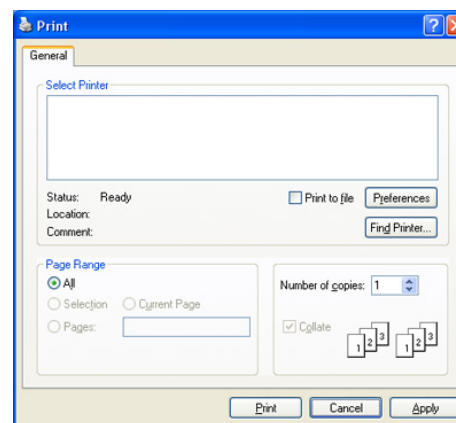 Print
General
Select Printer
Status: Ready
Print to file
Preferences
Location:
Comment:
Find Printer...
Page Range
All
Selection
Current Page
Pages:
Number of copies: 1
Collate
1 2 3 1 2 3
Print
Cancel
Apply